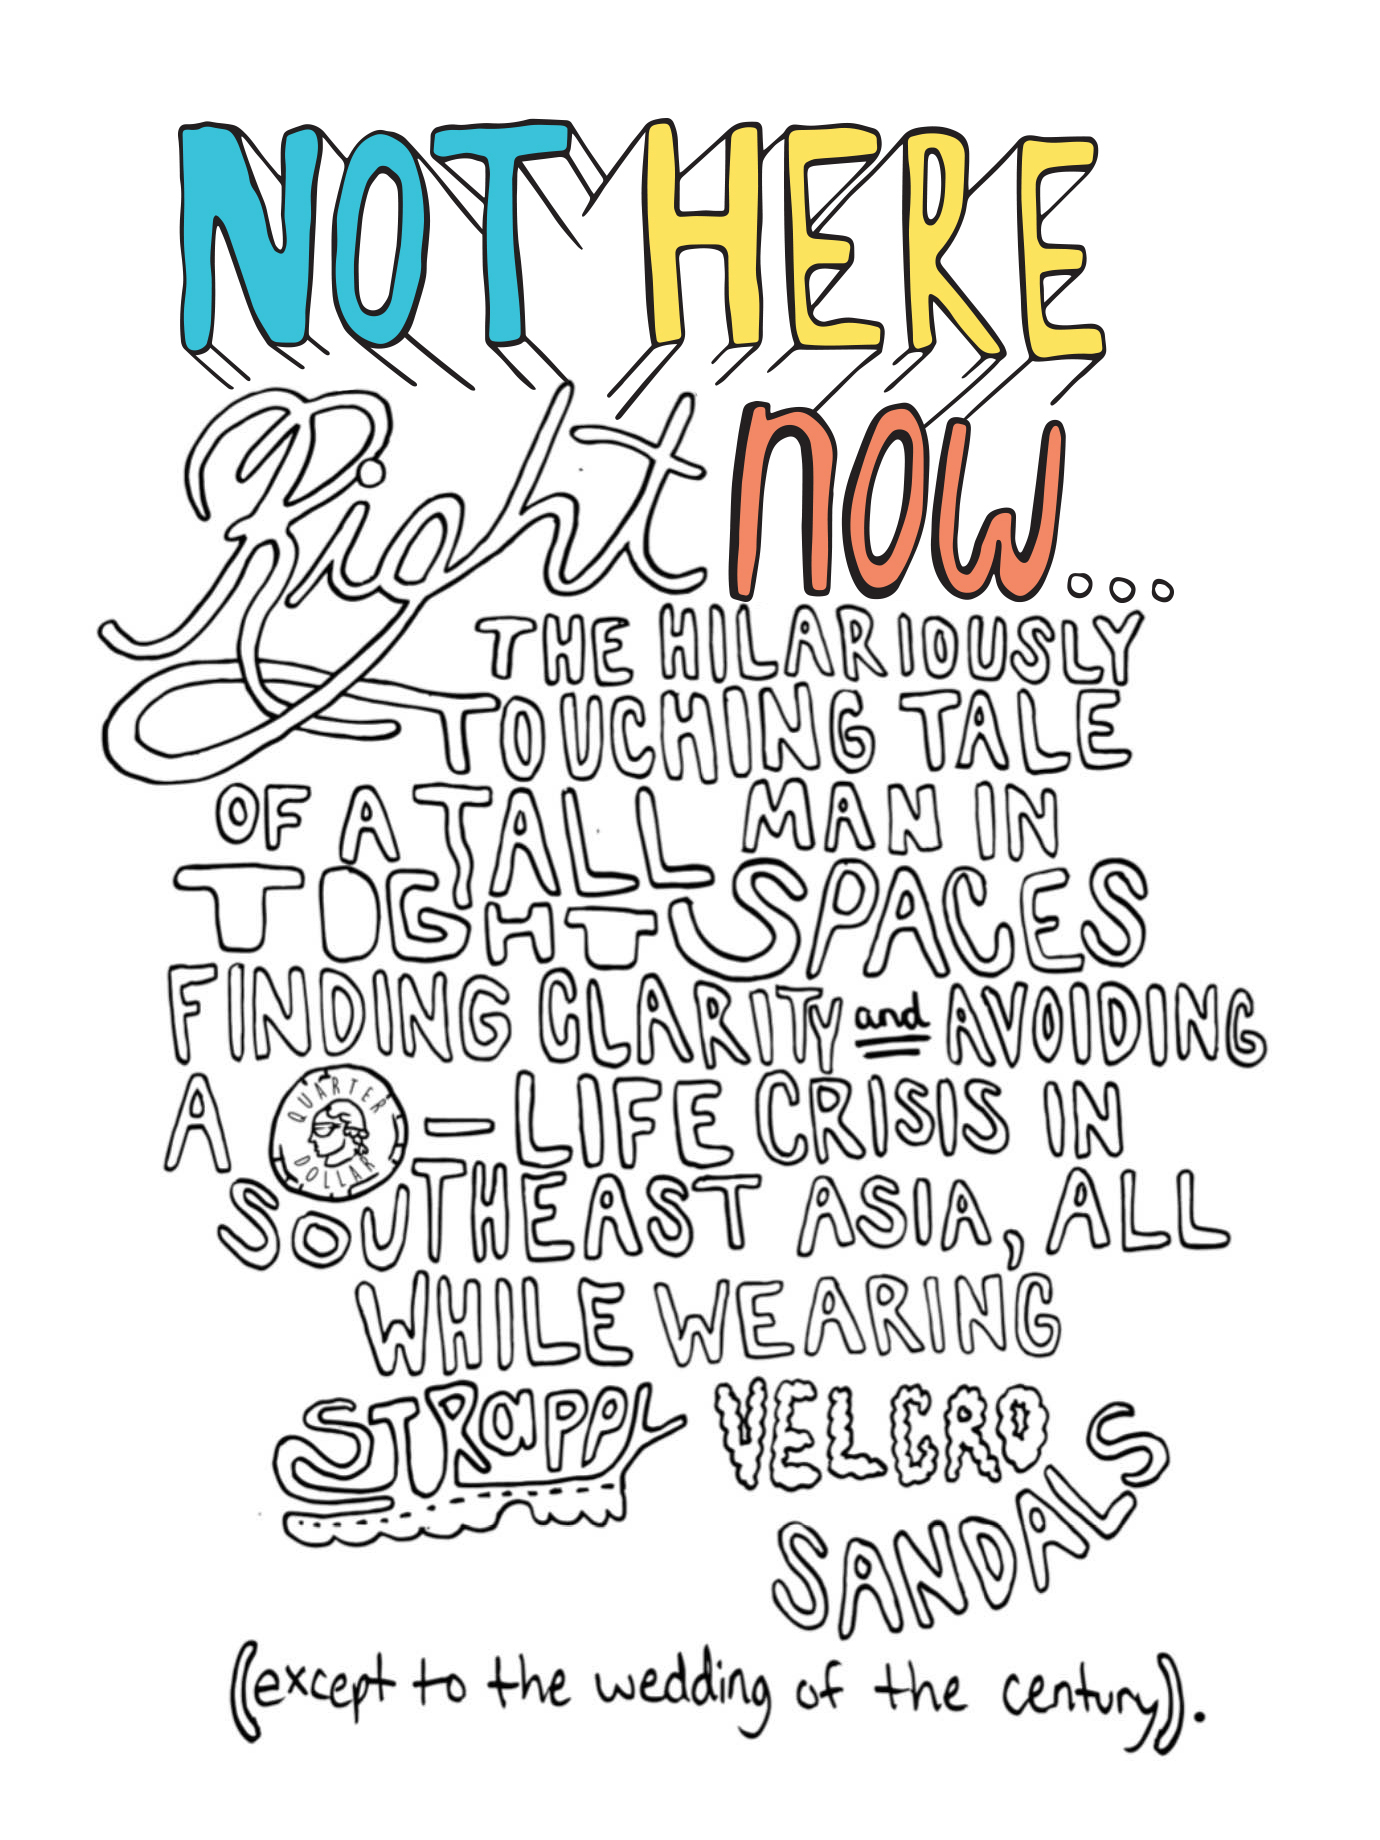 NOT HERE
Right NOW...
THE HILARIOUSLY
TOUCHING TALE
OF A TALL MAN IN
TIGHT SPACES
FINDING CLARITY and AVOIDING
A QUARTER DOLLAR -LIFE CRISIS IN
SOUTHEAST ASIA, ALL
WHILE WEARING
STRAPPY VELCRO
SANDALS
(except to the wedding of the century).